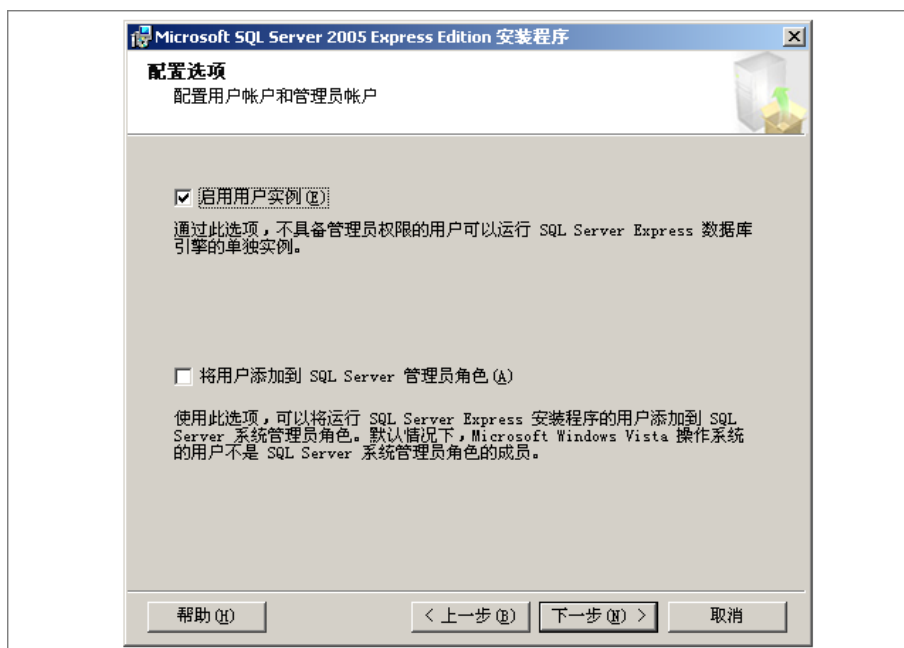 Microsoft SQL Server 2005 Express Edition 安装程序
配置选项
配置用户帐户和管理员帐户
启用用户实例(E)
通过此选项，不具备管理员权限的用户可以运行 SQL Server Express 数据库
引擎的单独实例。
将用户添加到 SQL Server 管理员角色(A)
使用此选项，可以将运行 SQL Server Express 安装程序的用户添加到 SQL
Server 系统管理员角色。默认情况下，Microsoft Windows Vista 操作系统
的用户不是 SQL Server 系统管理员角色的成员。
帮助(H)
< 上一步(B)
下一步(N) >
取消